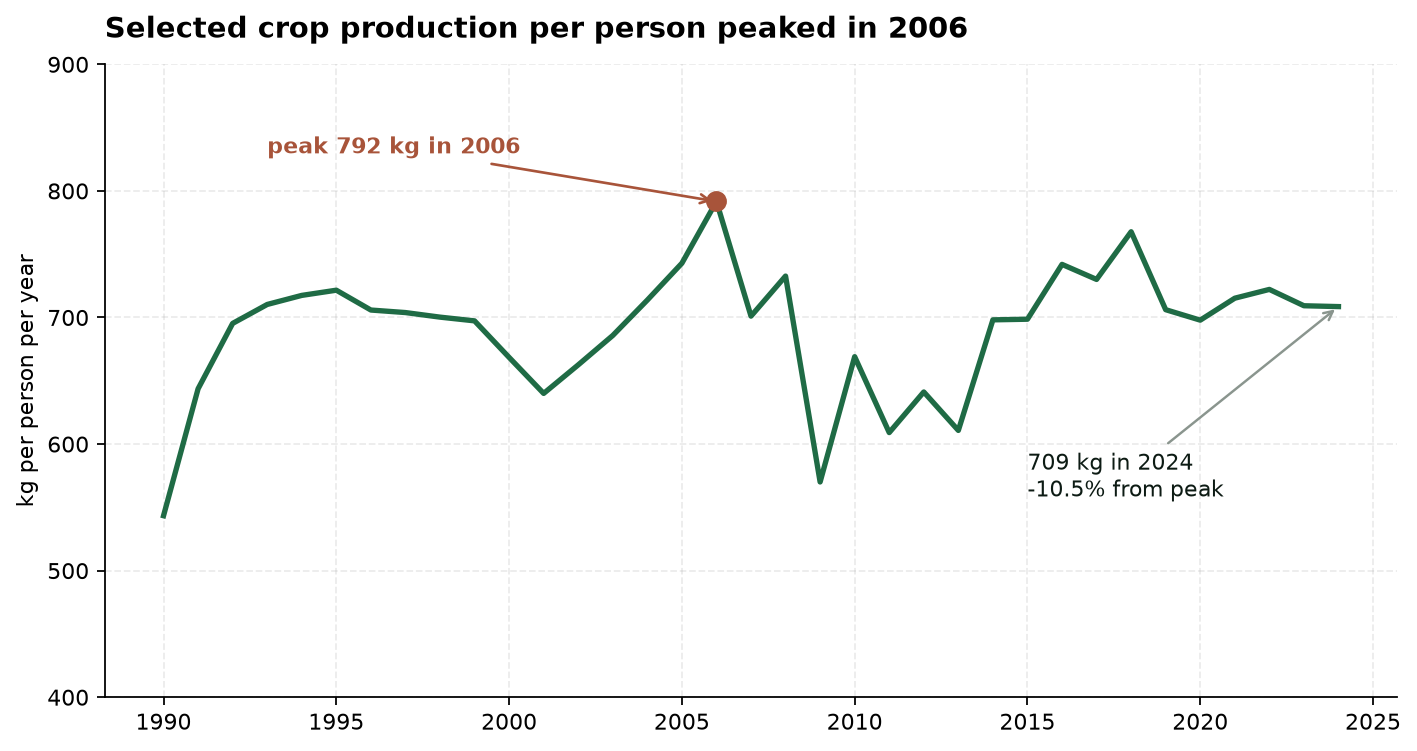 Selected crop production per person peaked in 2006
900
800
700
600
500
400
kg per person per year
peak 792 kg in 2006
709 kg in 2024
-10.5% from peak
1990
1995
2000
2005
2010
2015
2020
2025